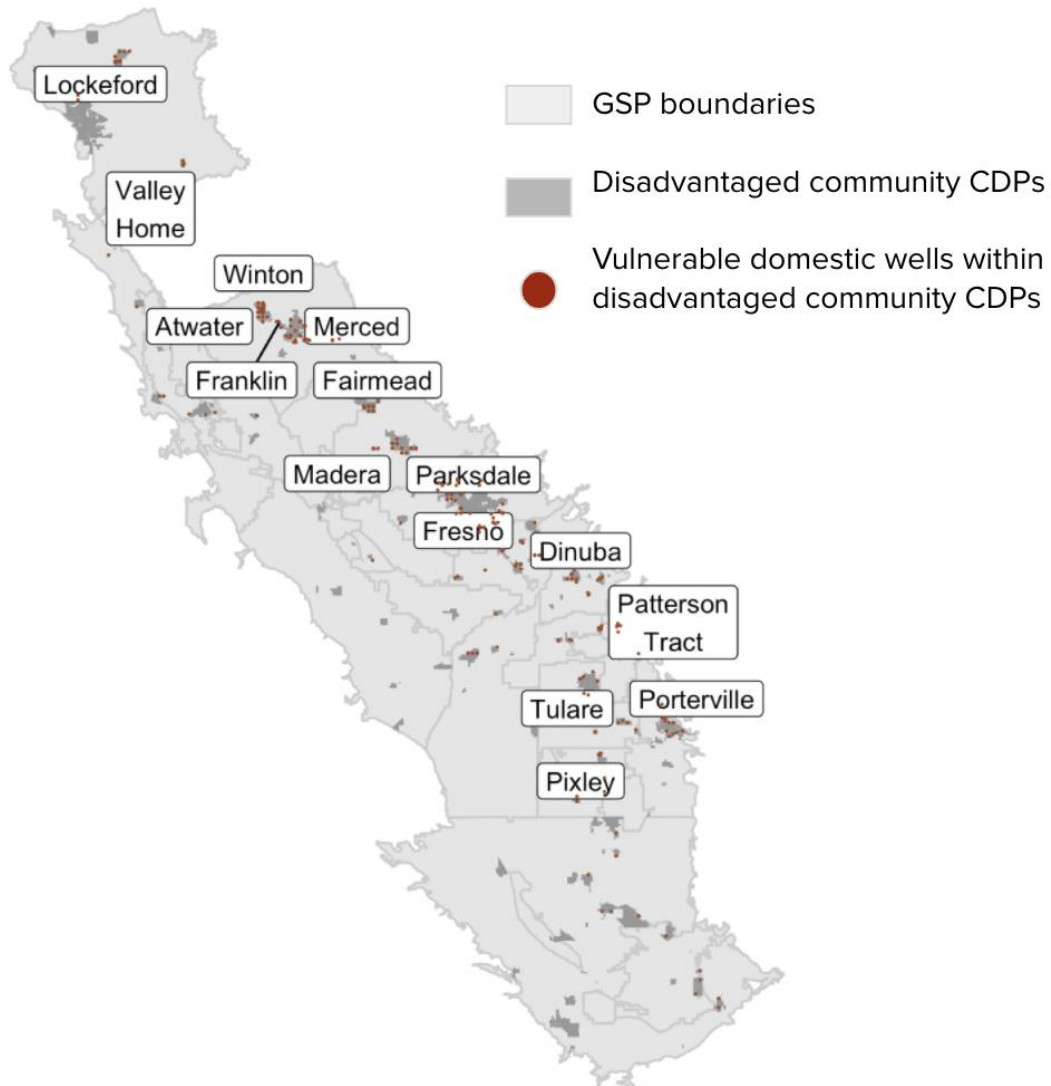 Lockeford
GSP boundaries
Disadvantaged community CDPs
Valley
Home
Vulnerable domestic wells within
disadvantaged community CDPs
Winton
Atwater
Merced
Franklin
Fairmead
Madera
Parksdale
Fresno
Dinuba
Patterson
Tract
Porterville
Tulare
Pixley